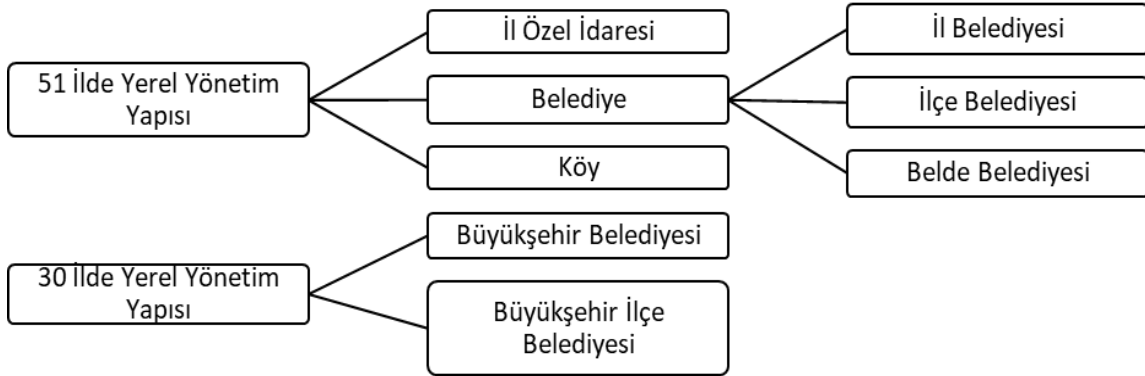 51 İlde Yerel Yönetim
Yapısı
İl Özel İdaresi
Belediye
Köy
İl Belediyesi
İlçe Belediyesi
Belde Belediyesi
30 İlde Yerel Yönetim
Yapısı
Büyükşehir Belediyesi
Büyükşehir İlçe
Belediyesi